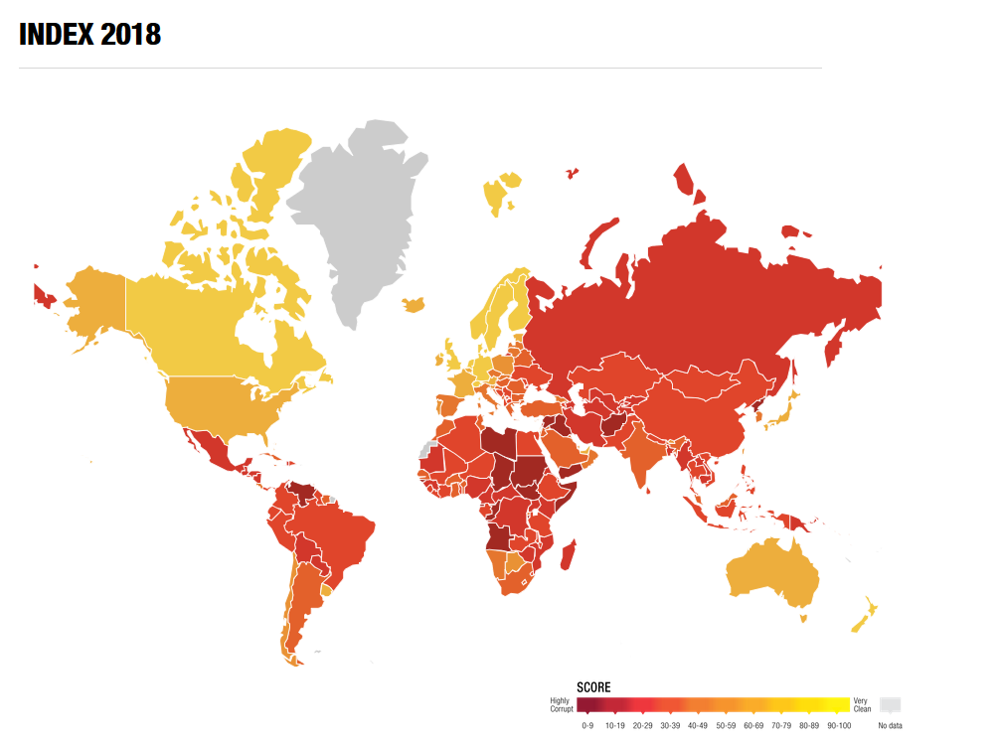 INDEX 2018
SCORE
Highly Corrupt
Very Clean
0-9 10-19 20-29 30-39 40-49 50-59 60-69 70-79 80-89 90-100 No data